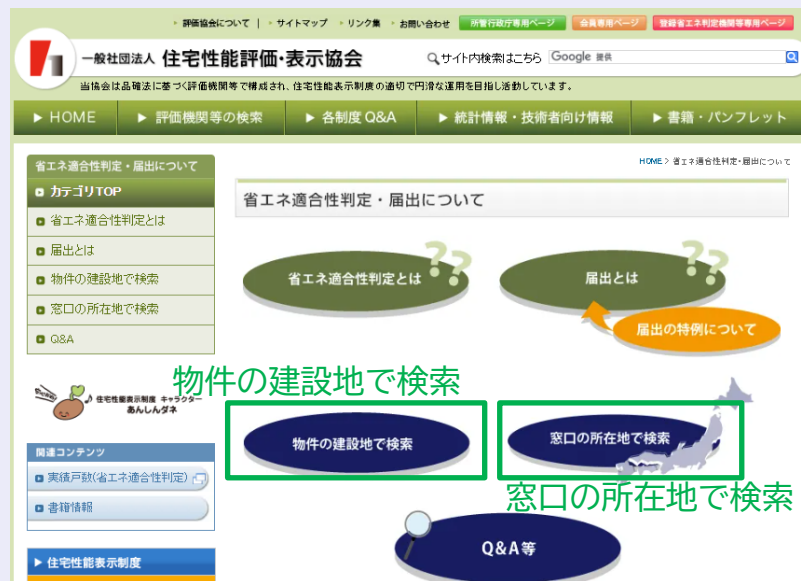 評価協会について | サイトマップ リンク集 お問い合わせ 所管行政庁専用ページ 会員専用ページ 登録省エネ判定機関等専用ページ
一般社団法人 住宅性能評価・表示協会
サイト内検索はこちら Google 提供
当協会は品確法に基づく評価機関等で構成され、住宅性能表示制度の適切で円滑な運用を目指し活動しています。
HOME 評価機関等の検索 各制度 Q&A 統計情報・技術者向け情報 書籍・パンフレット
HOME > 省エネ適合性判定・届出について
省エネ適合性判定・届出について
カテゴリTOP
省エネ適合性判定とは
届出とは
物件の建設地で検索
窓口の所在地で検索
Q&A
省エネ適合性判定・届出について
省エネ適合性判定とは ??
届出とは ??
届出の特例について
物件の建設地で検索
物件の建設地で検索
窓口の所在地で検索
窓口の所在地で検索
Q&A等
住宅性能表示制度 キャラクター
あんしんダネ
関連コンテンツ
実績戸数(省エネ適合性判定)
書籍情報
住宅性能表示制度